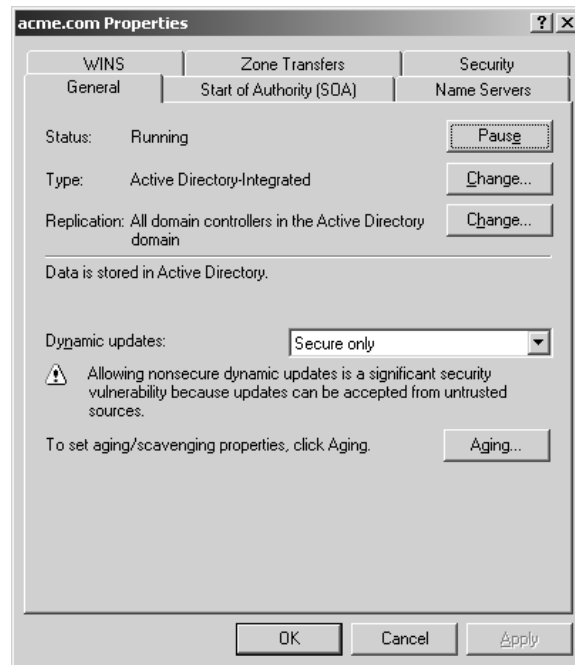 acme.com Properties
? x
WINS Zone Transfers Security
General Start of Authority (SOA) Name Servers
Status: Running Pause
Type: Active Directory-Integrated Change...
Replication: All domain controllers in the Active Directory Change...
domain
Data is stored in Active Directory.
Dynamic updates: Secure only
Allowing nonsecure dynamic updates is a significant security
vulnerability because updates can be accepted from untrusted
sources.
To set aging/scavenging properties, click Aging. Aging...
OK Cancel Apply